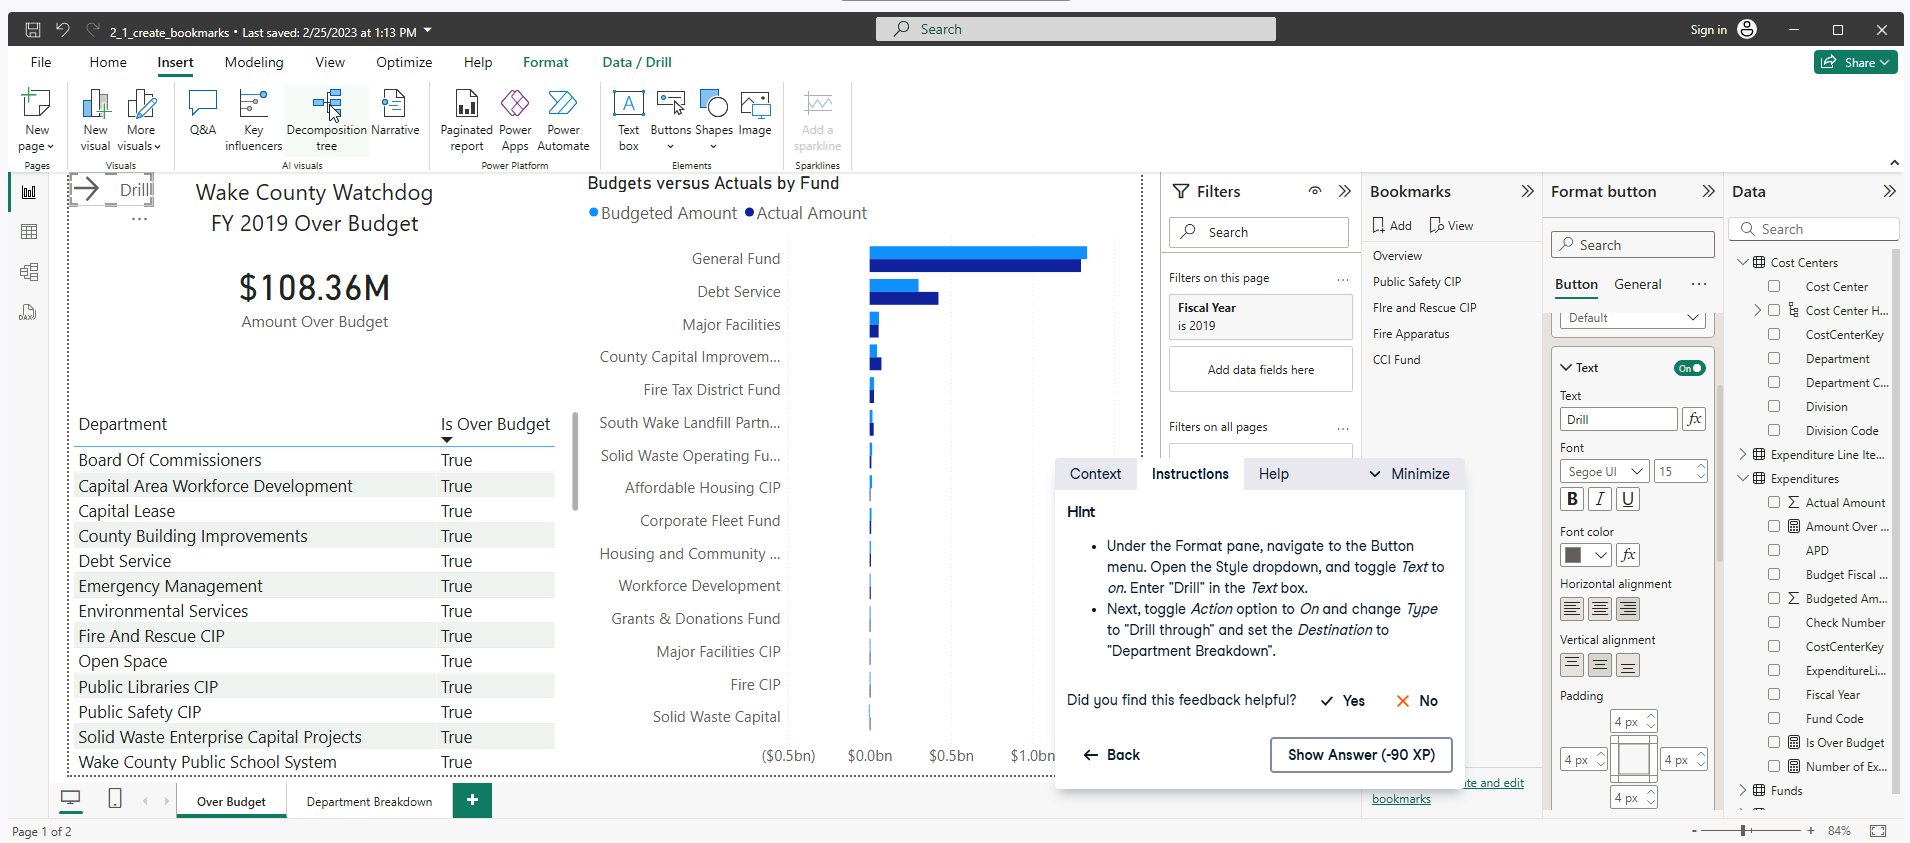 2_1_create_bookmarks • Last saved: 2/25/2023 at 1:13 PM
Search
Sign in
File Home Insert Modeling View Optimize Help Format Data / Drill
Share
New page
Pages
New visual
More visuals
Visuals
Q&A
Key influencers
Decomposition tree
Narrative
AI visuals
Paginated report
Power Apps
Power Automate
Power Platform
Text box
Buttons
Shapes
Image
Elements
Add a sparkline
Sparklines
Drill
Wake County Watchdog
FY 2019 Over Budget
$108.36M
Amount Over Budget
Department Is Over Budget
Board Of Commissioners True
Capital Area Workforce Development True
Capital Lease True
County Building Improvements True
Debt Service True
Emergency Management True
Environmental Services True
Fire And Rescue CIP True
Open Space True
Public Libraries CIP True
Public Safety CIP True
Solid Waste Enterprise Capital Projects True
Wake County Public School System True
Budgets versus Actuals by Fund
Budgeted Amount Actual Amount
General Fund
Debt Service
Major Facilities
County Capital Improvem...
Fire Tax District Fund
South Wake Landfill Partn...
Solid Waste Operating Fu...
Affordable Housing CIP
Corporate Fleet Fund
Housing and Community ...
Workforce Development
Grants & Donations Fund
Major Facilities CIP
Fire CIP
Solid Waste Capital
($0.5bn) $0.0bn $0.5bn $1.0bn
Filters
Search
Filters on this page
Fiscal Year
is 2019
Add data fields here
Filters on all pages
Bookmarks
Add View
Overview
Public Safety CIP
FIre and Rescue CIP
Fire Apparatus
CCI Fund
te and edit
bookmarks
Context Instructions Help Minimize
Hint
• Under the Format pane, navigate to the Button
menu. Open the Style dropdown, and toggle Text to
on. Enter "Drill" in the Text box.
• Next, toggle Action option to On and change Type
to "Drill through" and set the Destination to
"Department Breakdown".
Did you find this feedback helpful? Yes No
Back Show Answer (-90 XP)
Format button
Search
Button General
Default
Text On
Text
Drill fx
Font
Segoe UI 15
B I U
Font color
fx
Horizontal alignment
Vertical alignment
Padding
4 px
4 px 4 px
4 px
Data
Search
Cost Centers
Cost Center
Cost Center H...
CostCenterKey
Department
Department C...
Division
Division Code
Expenditure Line Ite...
Expenditures
Actual Amount
Amount Over ...
APD
Budget Fiscal ...
Budgeted Am...
Check Number
CostCenterKey
ExpenditureLi...
Fiscal Year
Fund Code
Is Over Budget
Number of Ex...
Funds
Over Budget Department Breakdown
Page 1 of 2
- + 84%